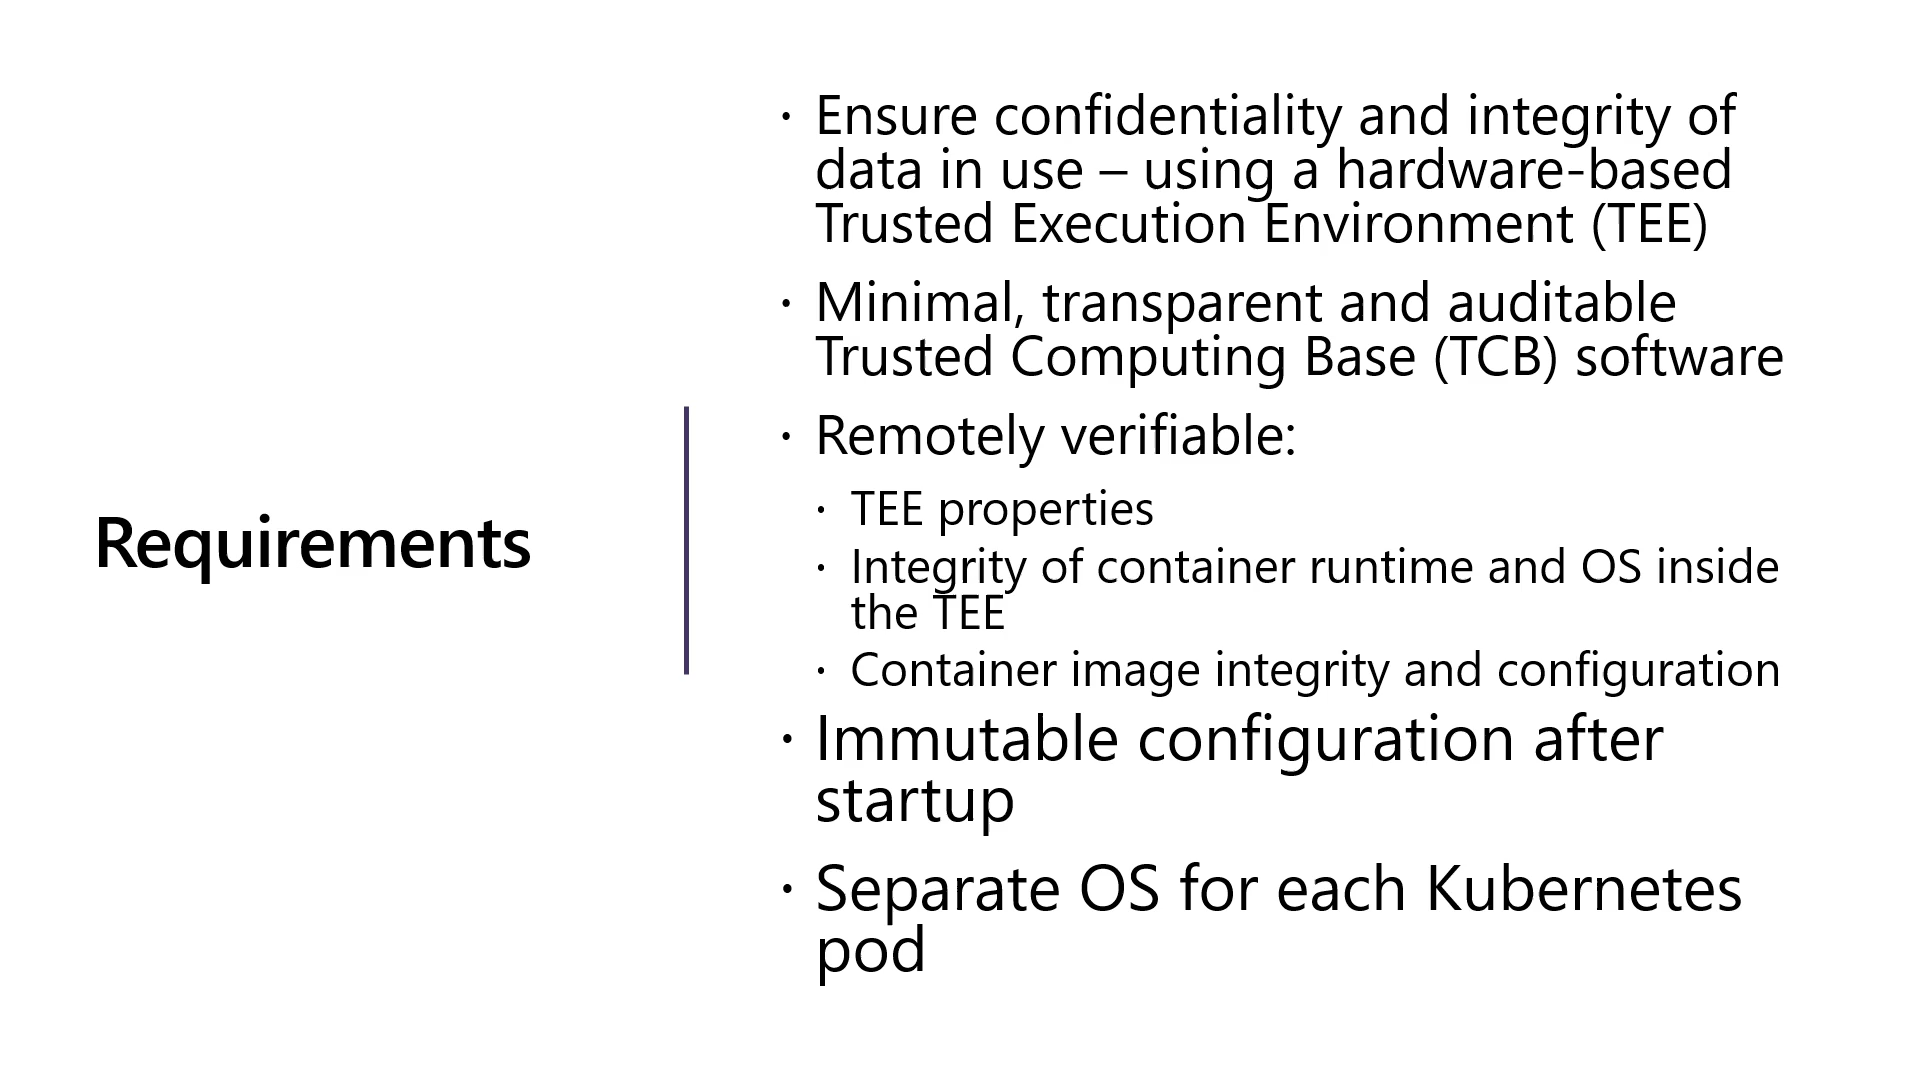 Requirements
· Ensure confidentiality and integrity of
data in use – using a hardware-based
Trusted Execution Environment (TEE)
· Minimal, transparent and auditable
Trusted Computing Base (TCB) software
· Remotely verifiable:
· TEE properties
· Integrity of container runtime and OS inside
the TEE
· Container image integrity and configuration
· Immutable configuration after
startup
· Separate OS for each Kubernetes
pod